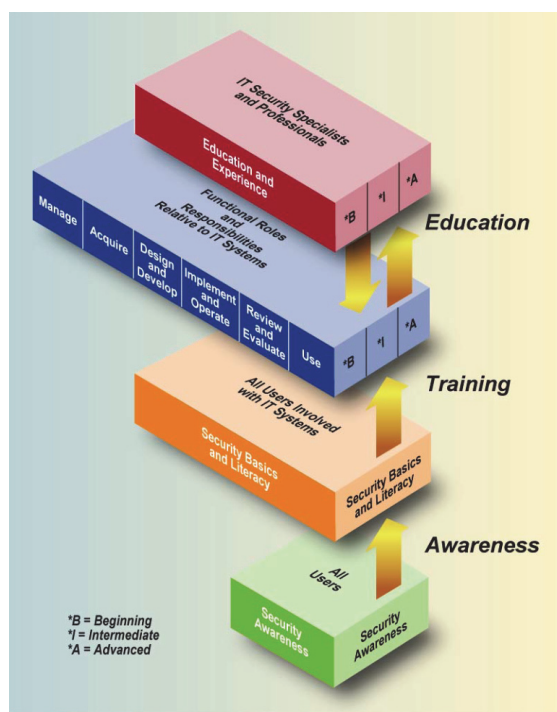 IT Security Specialists
and Professionals
Education and
Experience
*B
*I
*A
Education
Functional Roles
and
Responsibilities
Relative to IT Systems
Manage
Acquire
Design
and
Develop
Implement
and
Operate
Review
and
Evaluate
Use
*B
*I
*A
Training
All Users Involved
with IT Systems
Security Basics
and Literacy
Security Basics
and Literacy
Awareness
All
Users
Security
Awareness
Security
Awareness
*B = Beginning
*I = Intermediate
*A = Advanced